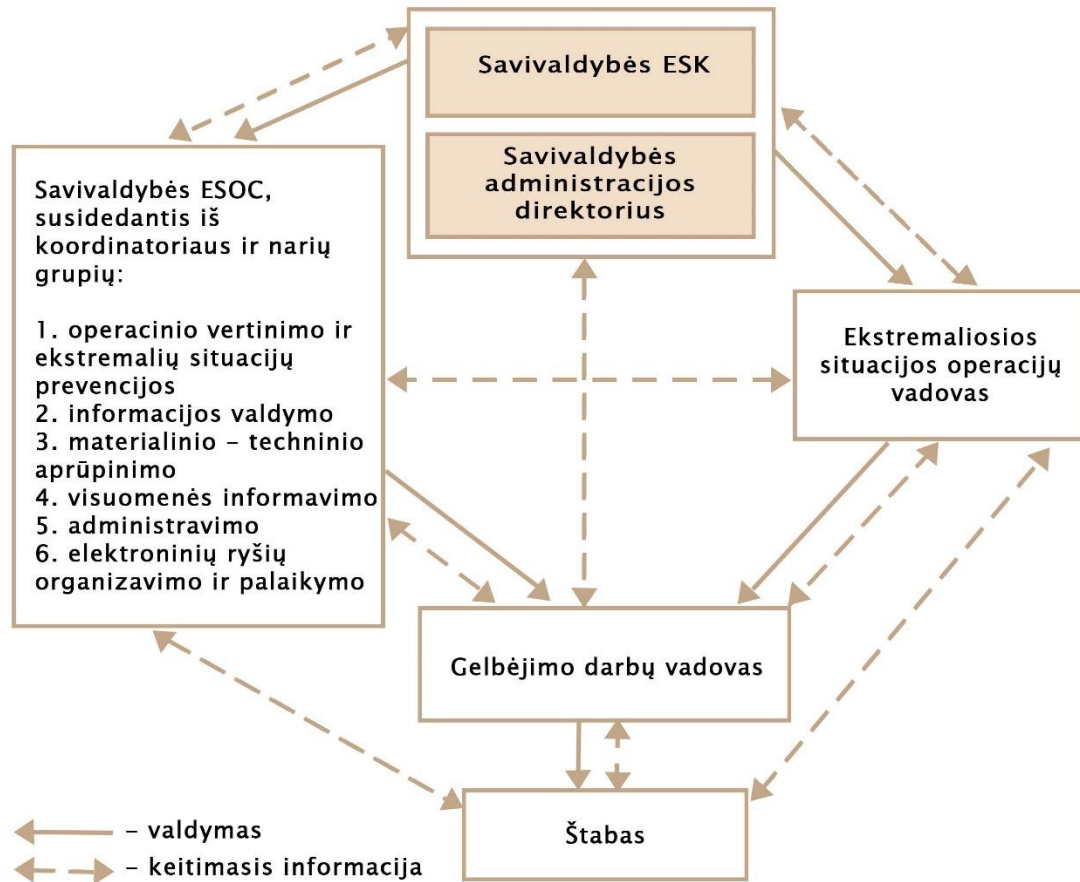 Savivaldybės ESK
Savivaldybės
administracijos
direktorius
Savivaldybės ESOC,
susidedantis iš
koordinatoriaus ir narių
grupių:
1. operacinio vertinimo ir
ekstremalių situacijų
prevencijos
2. informacijos valdymo
3. materialinio – techninio
aprūpinimo
4. visuomenės informavimo
5. administravimo
6. elektroninių ryšių
organizavimo ir palaikymo
Ekstremaliosios
situacijos operacijų
vadovas
Gelbėjimo darbų vadovas
Štabas
– valdymas
– keitimasis informacija